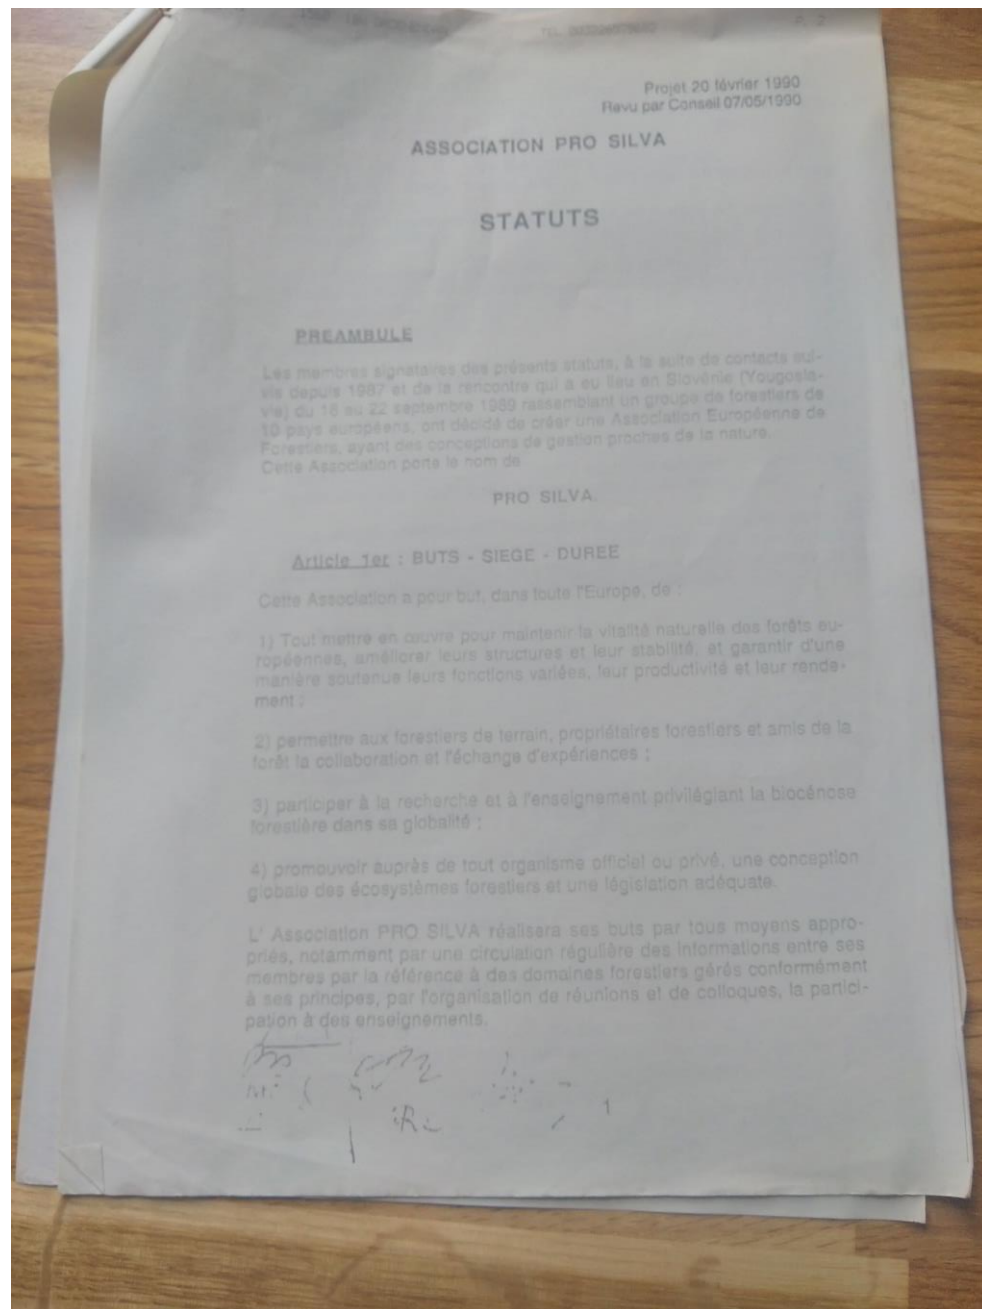 P. 2
Projet 20 février 1990
Revu par Conseil 07/05/1990
ASSOCIATION PRO SILVA
STATUTS
PREAMBULE
Les membres signataires des présents statuts, à la suite de contacts sui-
vis depuis 1987 et de la rencontre qui a eu lieu en Slovénie (Yougosla-
vie) du 18 au 22 septembre 1989 rassemblant un groupe de forestiers de
10 pays européens, ont décidé de créer une Association Européenne de
Forestiers, ayant des conceptions de gestion proches de la nature.
Cette Association porte le nom de
PRO SILVA.
Article 1er : BUTS - SIEGE - DUREE
Cette Association a pour but, dans toute l'Europe, de :
1) Tout mettre en œuvre pour maintenir la vitalité naturelle des forêts eu-
ropéennes, améliorer leurs structures et leur stabilité, et garantir d'une
manière soutenue leurs fonctions variées, leur productivité et leur rende-
ment ;
2) permettre aux forestiers de terrain, propriétaires forestiers et amis de la
forêt la collaboration et l'échange d'expériences ;
3) participer à la recherche et à l'enseignement privilégiant la biocénose
forestière dans sa globalité ;
4) promouvoir auprès de tout organisme officiel ou privé, une conception
globale des écosystèmes forestiers et une législation adéquate.
L' Association PRO SILVA réalisera ses buts par tous moyens appro-
priés, notamment par une circulation régulière des informations entre ses
membres par la référence à des domaines forestiers gérés conformément
à ses principes, par l'organisation de réunions et de colloques, la partici-
pation à des enseignements.
1